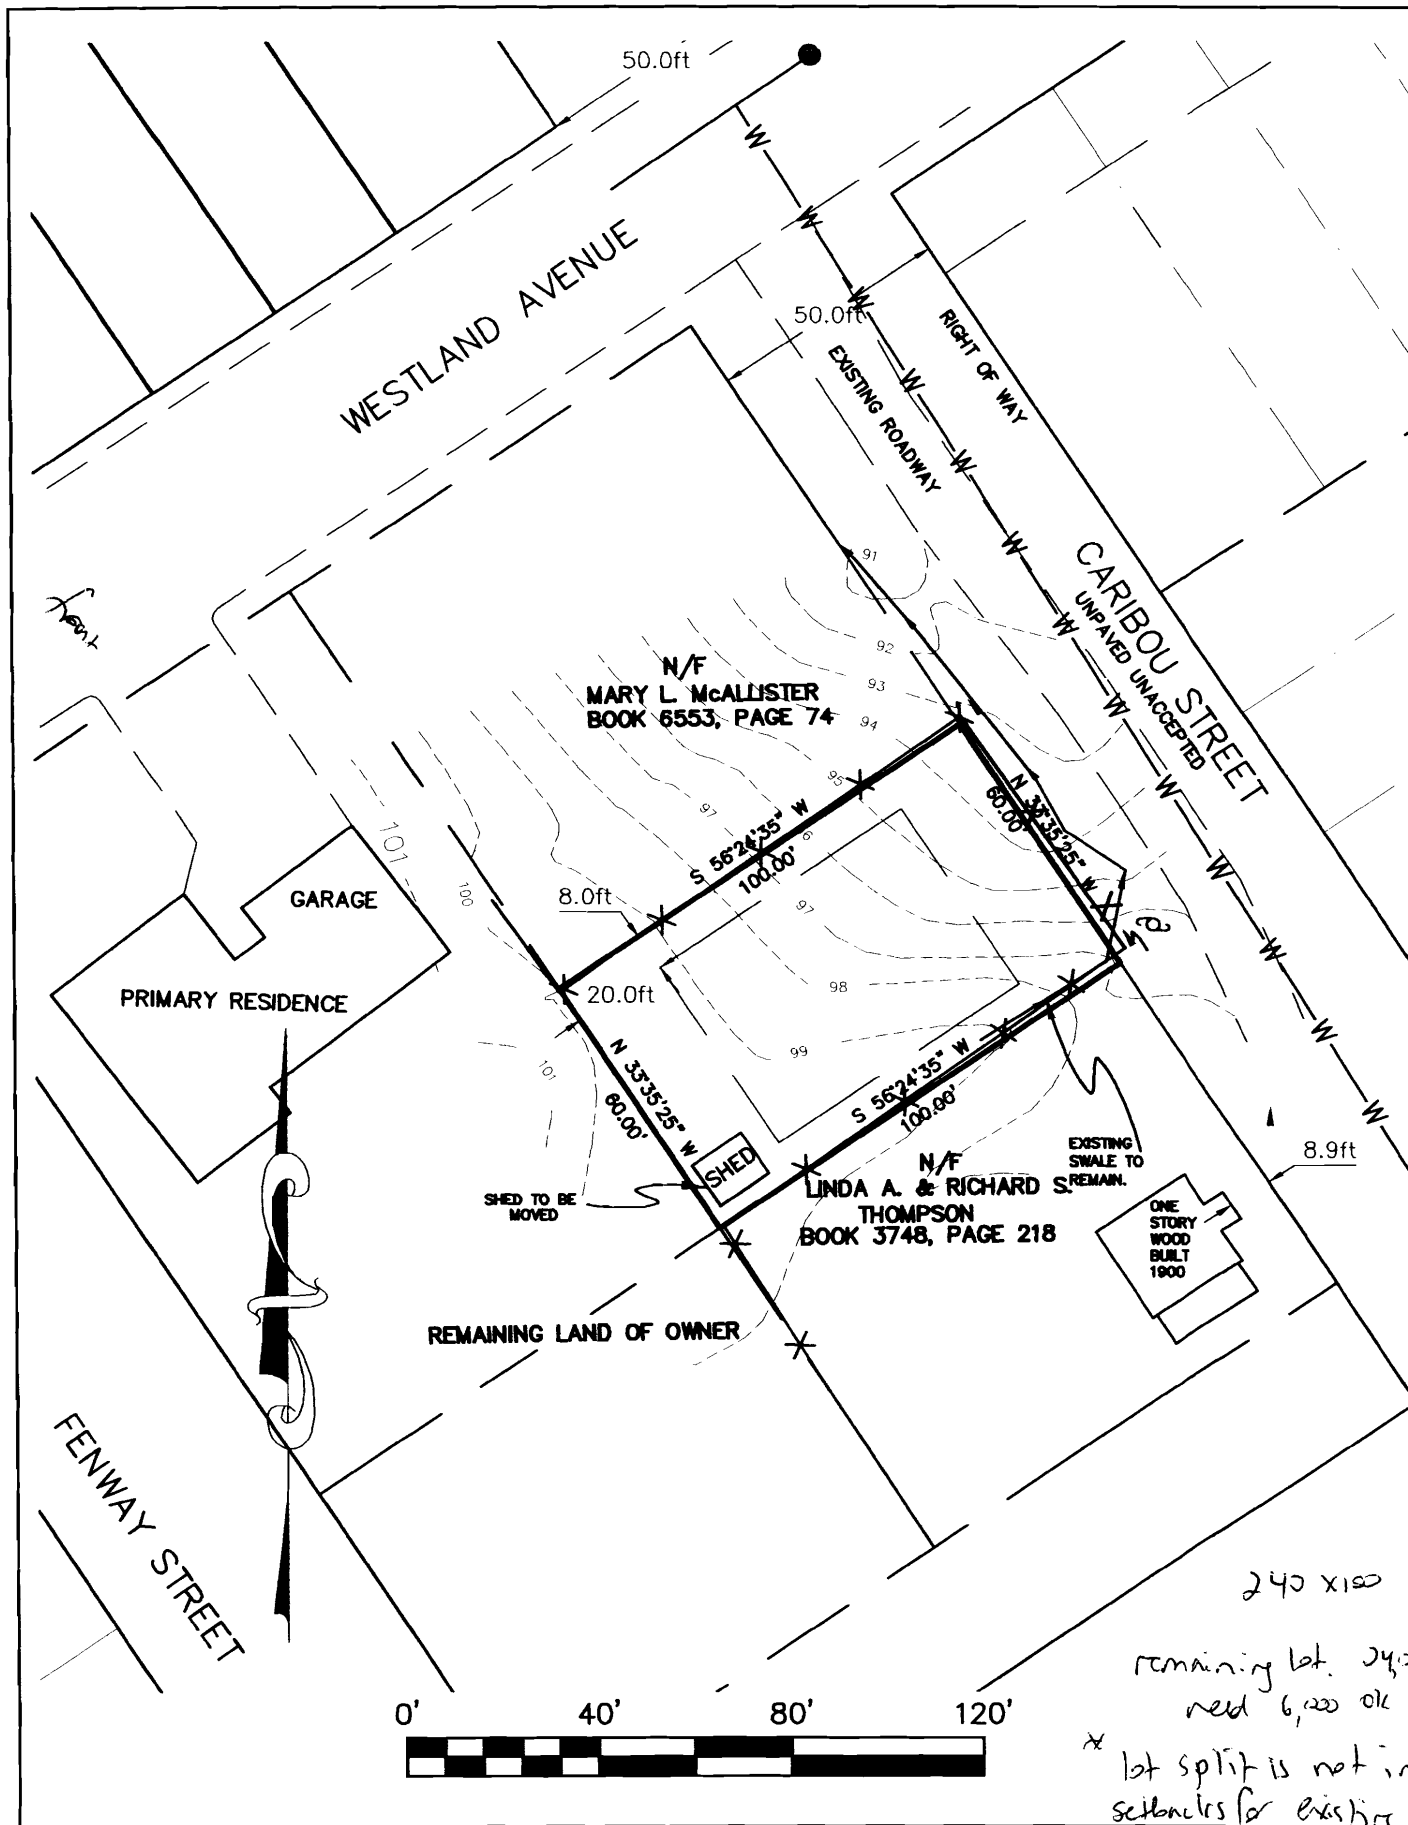 50.0ft
WESTLAND AVENUE
50.0ft
RIGHT OF WAY
EXISTING ROADWAY
W
W
W
W
W
W
W
W
W
W
W
W
W
CARIBOU STREET
UNPAVED UNACCEPTED
91
92
93
94
95
6
97
97
98
99
100
101
101
N/F
MARY L. McALLISTER
BOOK 6553, PAGE 74
S 56°24'35" W
100.00'
N 33°35'25" W
60.00'
8.0ft
20.0ft
N 33°35'25" W
60.00'
S 56°24'35" W
100.00'
GARAGE
PRIMARY RESIDENCE
SHED
SHED TO BE
MOVED
EXISTING
SWALE TO
REMAIN.
N/F
LINDA A. & RICHARD S.
THOMPSON
BOOK 3748, PAGE 218
8.9ft
ONE
STORY
WOOD
BUILT
1900
REMAINING LAND OF OWNER
FENWAY STREET
240 x100
remaining lot.
need 6,000 ok
* lot split is not
setbacks for existing
0' 40' 80' 120'